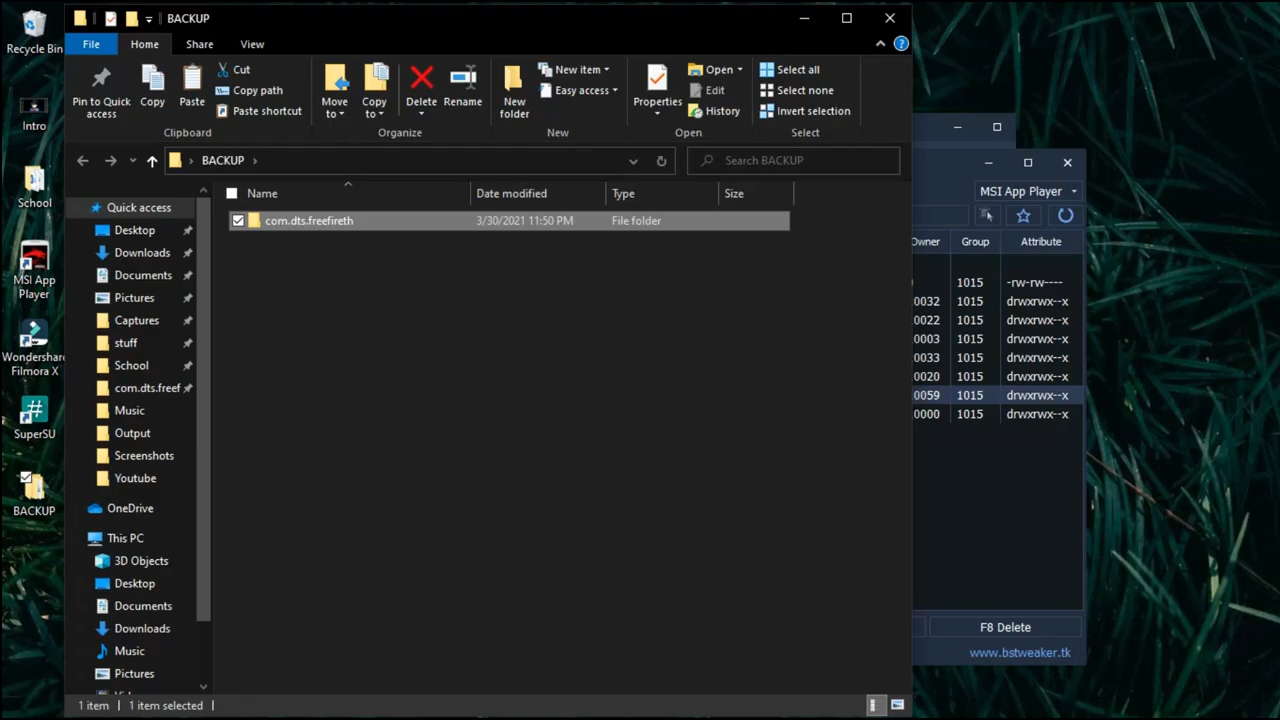 Recycle Bin
Intro
School
MSI App
Player
Wondershare
Filmora X
SuperSU
BACKUP
BACKUP
File
Home
Share
View
Pin to Quick
access
Copy
Paste
Cut
Copy path
Paste shortcut
Clipboard
Move
to
Copy
to
Delete
Rename
Organize
New
folder
New item
Easy access
New
Properties
Open
Edit
History
Open
Select all
Select none
Invert selection
Select
BACKUP
Search BACKUP
Name
Date modified
Type
Size
com.dts.freefireth
3/30/2021 11:50 PM
File folder
Quick access
Desktop
Downloads
Documents
Pictures
Captures
stuff
School
com.dts.freef
Music
Output
Screenshots
Youtube
OneDrive
This PC
3D Objects
Desktop
Documents
Downloads
Music
Pictures
1 item
1 item selected
MSI App Player
Owner Group Attribute
1015 -rw-rw----
0032 1015 drwxrwx--x
0022 1015 drwxrwx--x
0003 1015 drwxrwx--x
0033 1015 drwxrwx--x
0020 1015 drwxrwx--x
0059 1015 drwxrwx--x
0000 1015 drwxrwx--x
F8 Delete
www.bstweaker.tk